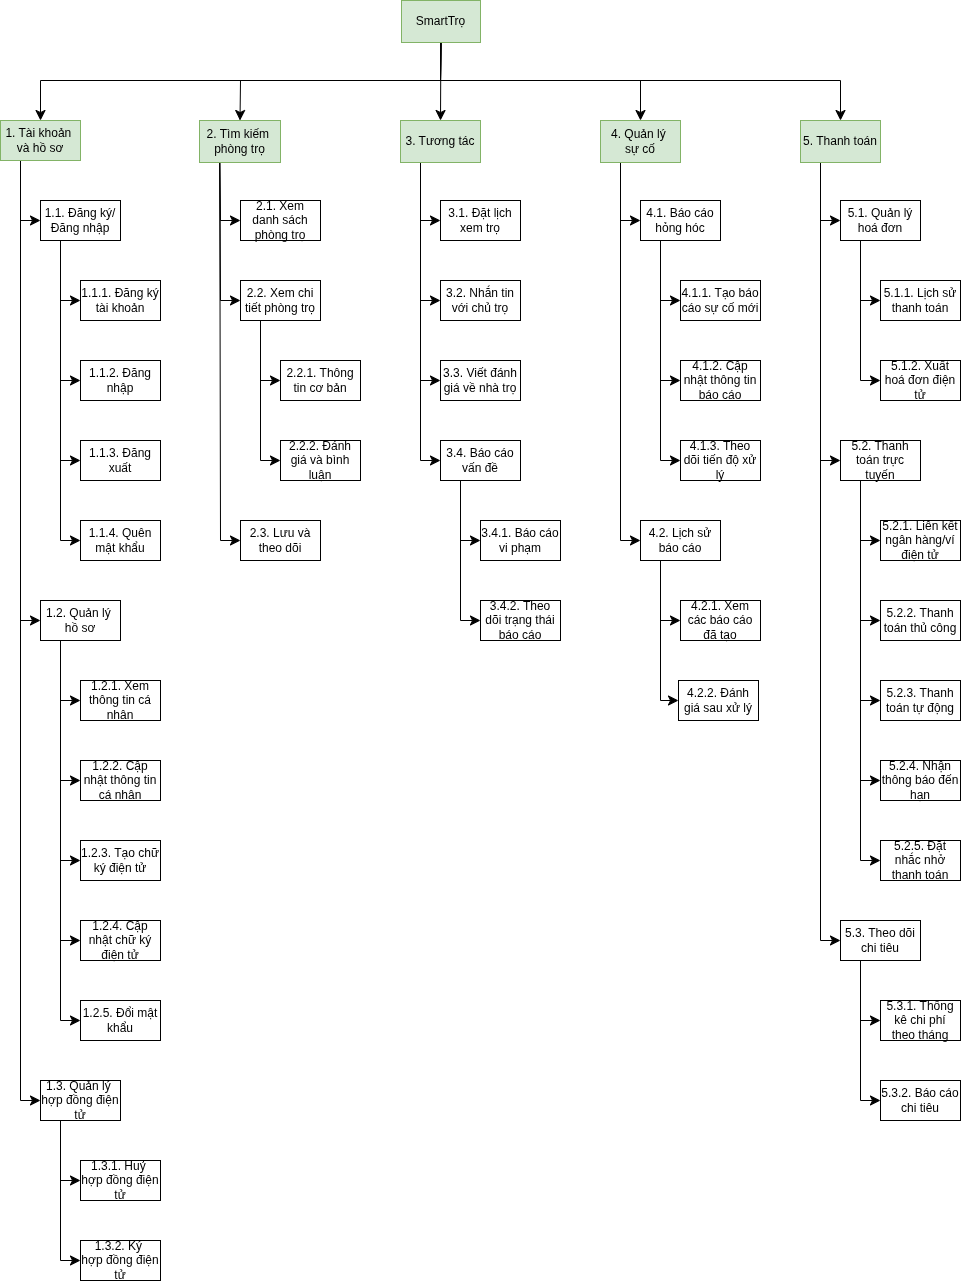 SmartTrọ
1. Tài khoản
và hồ sơ
1.1. Đăng ký/
Đăng nhập
1.1.1. Đăng ký
tài khoản
1.1.2. Đăng
nhập
1.1.3. Đăng
xuất
1.1.4. Quên
mật khẩu
1.2. Quản lý
hồ sơ
1.2.1. Xem
thông tin cá
nhân
1.2.2. Cập
nhật thông tin
cá nhân
1.2.3. Tạo chữ
ký điện tử
1.2.4. Cập
nhật chữ ký
điện tử
1.2.5. Đổi mật
khẩu
1.3. Quản lý
hợp đồng điện
tử
1.3.1. Huỷ
hợp đồng điện
tử
1.3.2. Ký
hợp đồng điện
tử
2. Tìm kiếm
phòng trọ
2.1. Xem
danh sách
phòng trọ
2.2. Xem chi
tiết phòng trọ
2.2.1. Thông
tin cơ bản
2.2.2. Đánh
giá và bình
luận
2.3. Lưu và
theo dõi
3. Tương tác
3.1. Đặt lịch
xem trọ
3.2. Nhắn tin
với chủ trọ
3.3. Viết đánh
giá về nhà trọ
3.4. Báo cáo
vấn đề
3.4.1. Báo cáo
vi phạm
3.4.2. Theo
dõi trạng thái
báo cáo
4. Quản lý
sự cố
4.1. Báo cáo
hỏng hóc
4.1.1. Tạo báo
cáo sự cố mới
4.1.2. Cập
nhật thông tin
báo cáo
4.1.3. Theo
dõi tiến độ xử
lý
4.2. Lịch sử
báo cáo
4.2.1. Xem
các báo cáo
đã tạo
4.2.2. Đánh
giá sau xử lý
5. Thanh toán
5.1. Quản lý
hoá đơn
5.1.1. Lịch sử
thanh toán
5.1.2. Xuất
hoá đơn điện
tử
5.2. Thanh
toán trực
tuyến
5.2.1. Liên kết
ngân hàng/ví
điện tử
5.2.2. Thanh
toán thủ công
5.2.3. Thanh
toán tự động
5.2.4. Nhận
thông báo đến
hạn
5.2.5. Đặt
nhắc nhở
thanh toán
5.3. Theo dõi
chi tiêu
5.3.1. Thống
kê chi phí
theo tháng
5.3.2. Báo cáo
chi tiêu